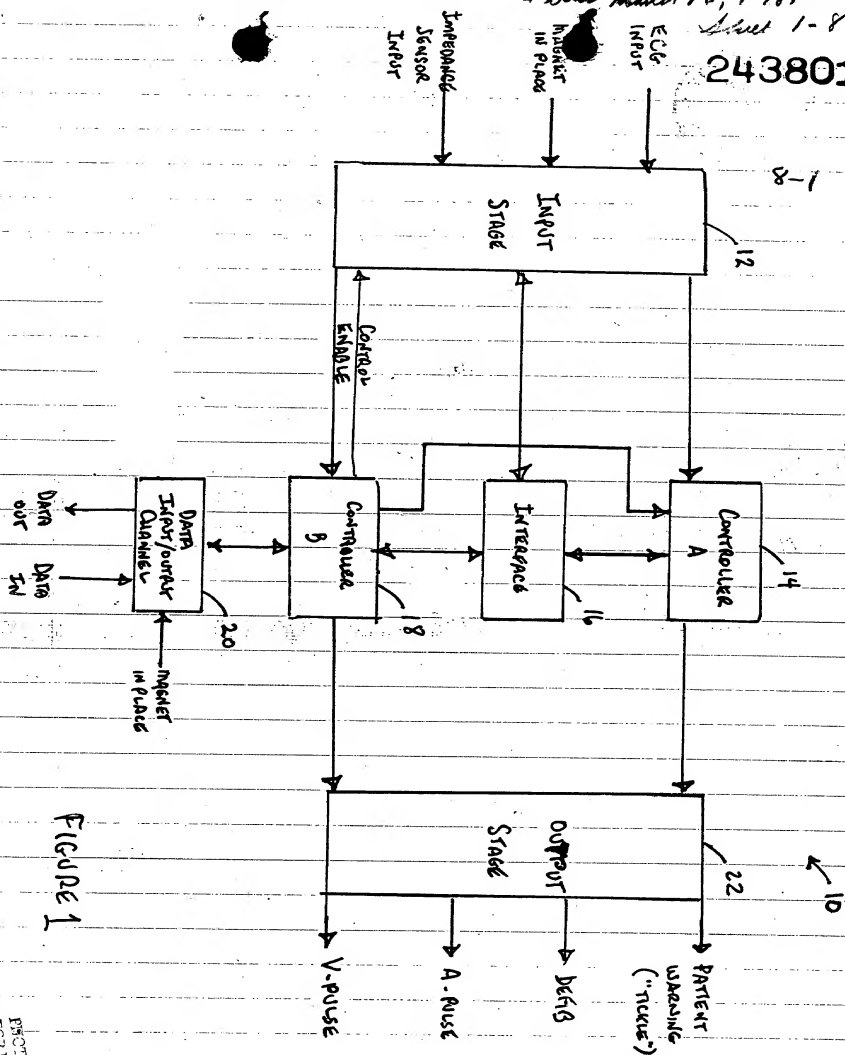 Sheet 1-8
243801
8-1
ECG
INPUT
MAGNET
IN PLACE
IMPEDANCE
SENSOR
INPUT
INPUT
STAGE
12
CONTROL
ENABLE
CONTROLLER
A
14
INTERFACE
16
CONTROLLER
B
18
DATA
INPUT/OUTPUT
CHANNEL
20
DATA
OUT
DATA
IN
MAGNET
IN PLACE
OUTPUT
STAGE
22
10
PATIENT
WARNING
("TICKLE")
DEFIB
A-PULSE
V-PULSE
FIGURE 1